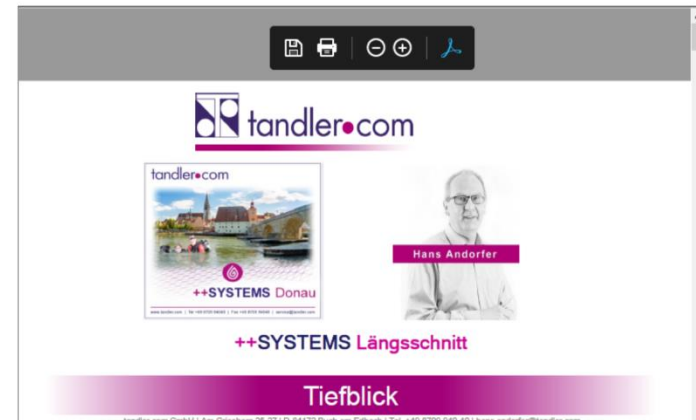 tandler.com
tandler.com
++SYSTEMS Donau
Hans Andorfer
++SYSTEMS Längsschnitt
Tiefblick